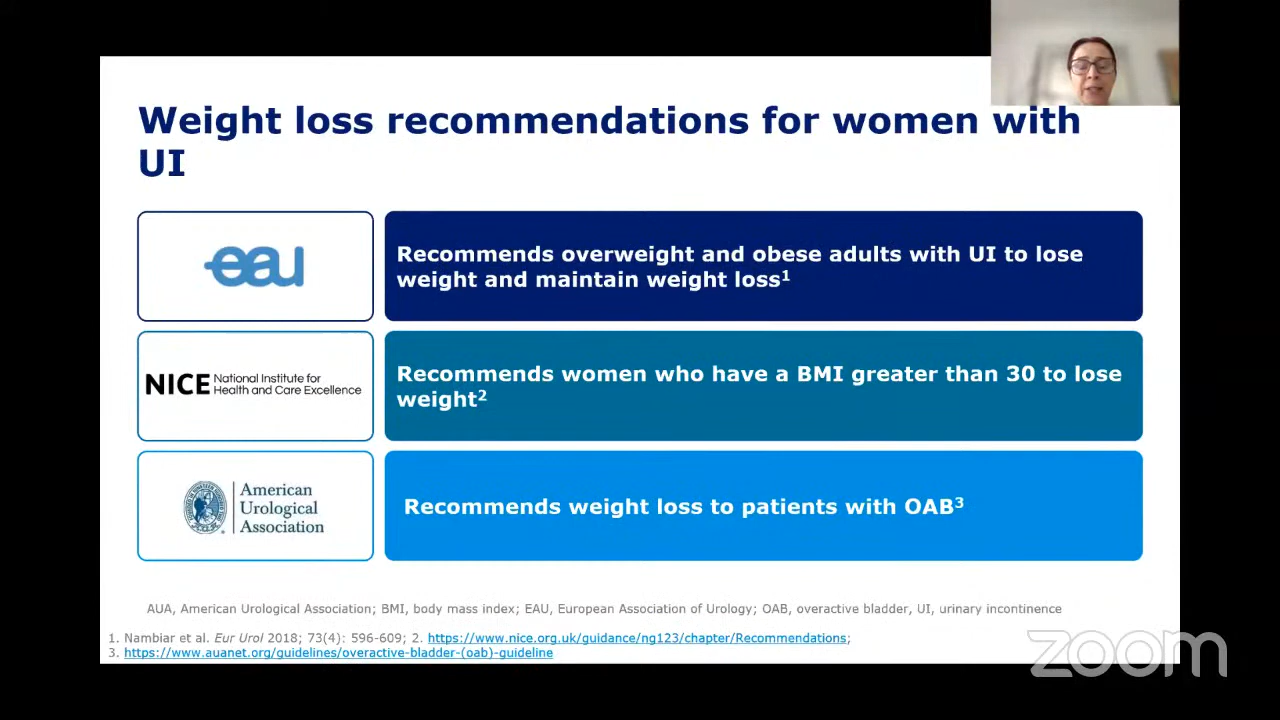 Weight loss recommendations for women with
UI
eau
Recommends overweight and obese adults with UI to lose
weight and maintain weight loss¹
NICE National Institute for
Health and Care Excellence
Recommends women who have a BMI greater than 30 to lose
weight²
American
Urological
Association
Recommends weight loss to patients with OAB³
AUA, American Urological Association; BMI, body mass index; EAU, European Association of Urology; OAB, overactive bladder, UI, urinary incontinence
1. Nambiar et al. Eur Urol 2018; 73(4): 596-609; 2. https://www.nice.org.uk/guidance/ng123/chapter/Recommendations;
3. https://www.auanet.org/guidelines/overactive-bladder-(oab)-guideline
zoom